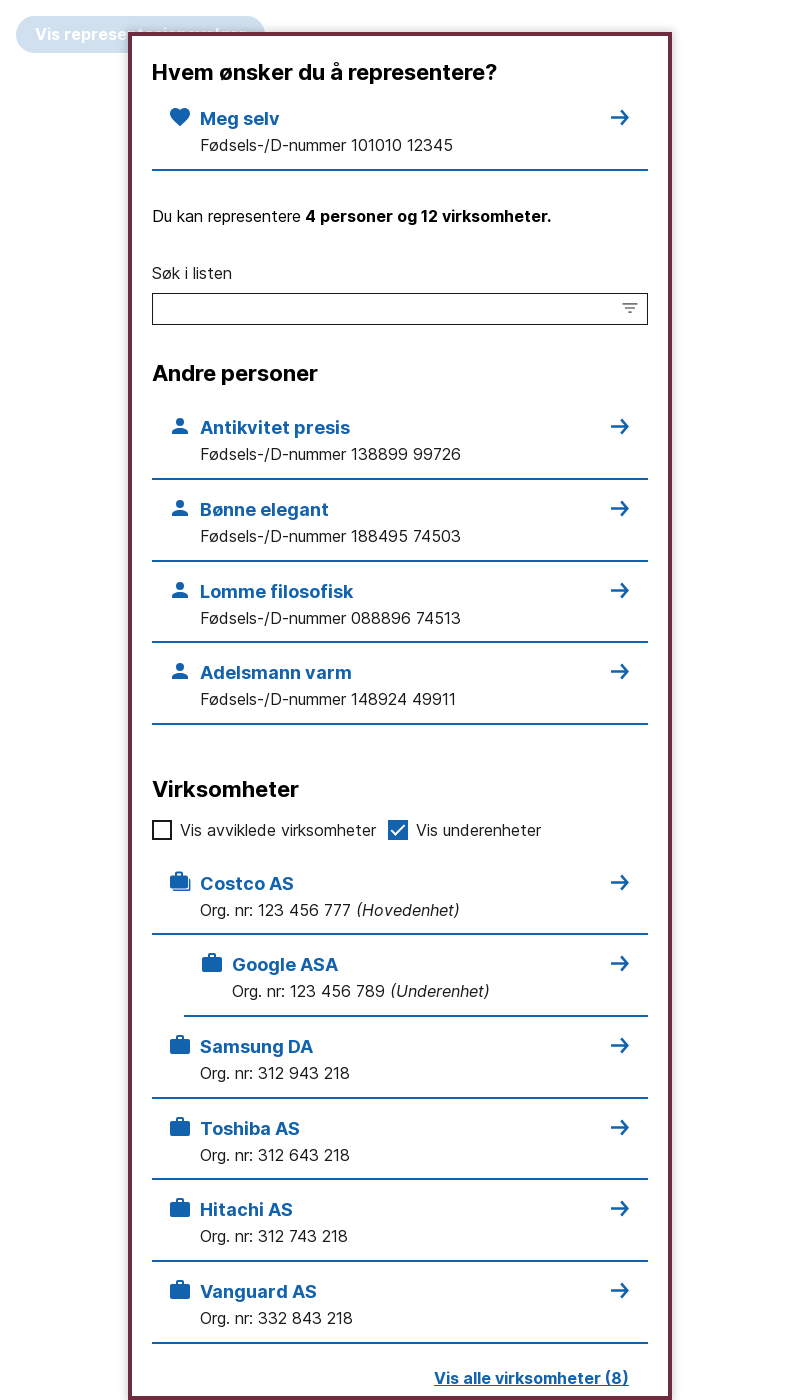 Vis
Hvem ønsker du å representere?
Meg selv
Fødsels-/D-nummer 101010 12345
Du kan representere 4 personer og 12 virksomheter.
Søk i listen
Andre personer
Antikvitet presis
Fødsels-/D-nummer 138899 99726
Bønne elegant
Fødsels-/D-nummer 188495 74503
Lomme filosofisk
Fødsels-/D-nummer 088896 74513
Adelsmann varm
Fødsels-/D-nummer 148924 49911
Virksomheter
Vis avviklede virksomheter Vis underenheter
Costco AS
Org. nr: 123 456 777 (Hovedenhet)
Google ASA
Org. nr: 123 456 789 (Underenhet)
Samsung DA
Org. nr: 312 943 218
Toshiba AS
Org. nr: 312 643 218
Hitachi AS
Org. nr: 312 743 218
Vanguard AS
Org. nr: 332 843 218
Vis alle virksomheter (8)